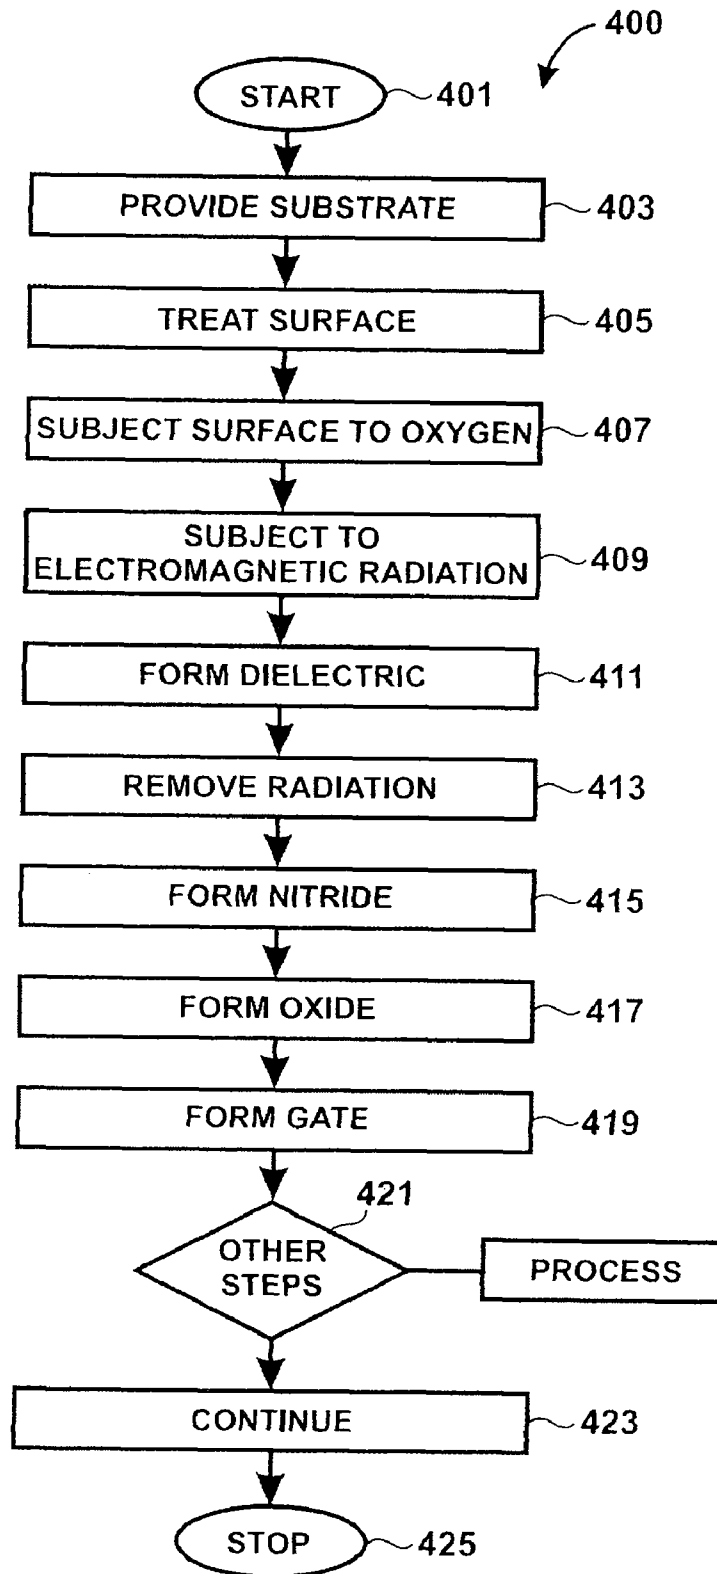 400
START 401
PROVIDE SUBSTRATE 403
TREAT SURFACE 405
SUBJECT SURFACE TO OXYGEN 407
SUBJECT TO
ELECTROMAGNETIC RADIATION 409
FORM DIELECTRIC 411
REMOVE RADIATION 413
FORM NITRIDE 415
FORM OXIDE 417
FORM GATE 419
421
OTHER
STEPS
PROCESS
CONTINUE 423
STOP 425